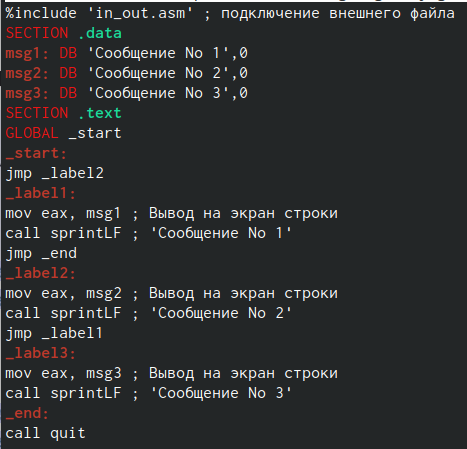 %include 'in_out.asm' ; подключение внешнего файла
SECTION .data
msg1: DB 'Сообщение No 1',0
msg2: DB 'Сообщение No 2',0
msg3: DB 'Сообщение No 3',0
SECTION .text
GLOBAL _start
_start:
jmp _label2
_label1:
mov eax, msg1 ; Вывод на экран строки
call sprintLF ; 'Сообщение No 1'
jmp _end
_label2:
mov eax, msg2 ; Вывод на экран строки
call sprintLF ; 'Сообщение No 2'
jmp _label1
_label3:
mov eax, msg3 ; Вывод на экран строки
call sprintLF ; 'Сообщение No 3'
_end:
call quit